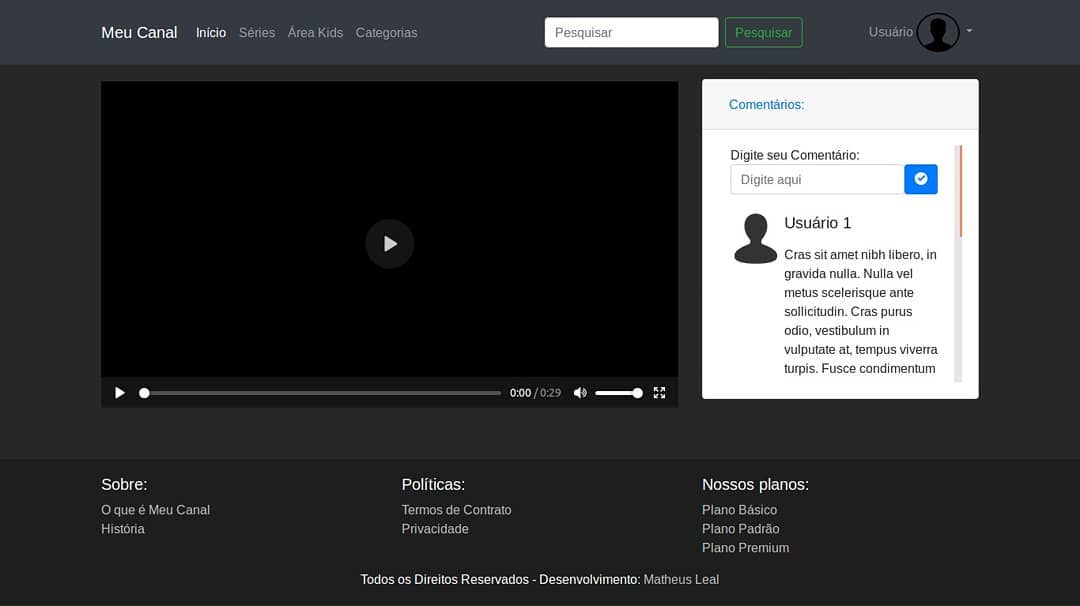 Meu Canal Início Séries Área Kids Categorias Pesquisar Pesquisar Usuário
Comentários:
Digite seu Comentário:
Digite aqui
Usuário 1
Cras sit amet nibh libero, in
gravida nulla. Nulla vel
metus scelerisque ante
sollicitudin. Cras purus
odio, vestibulum in
vulputate at, tempus viverra
turpis. Fusce condimentum
0:00 / 0:29
Sobre:
O que é Meu Canal
História
Políticas:
Termos de Contrato
Privacidade
Nossos planos:
Plano Básico
Plano Padrão
Plano Premium
Todos os Direitos Reservados - Desenvolvimento: Matheus Leal